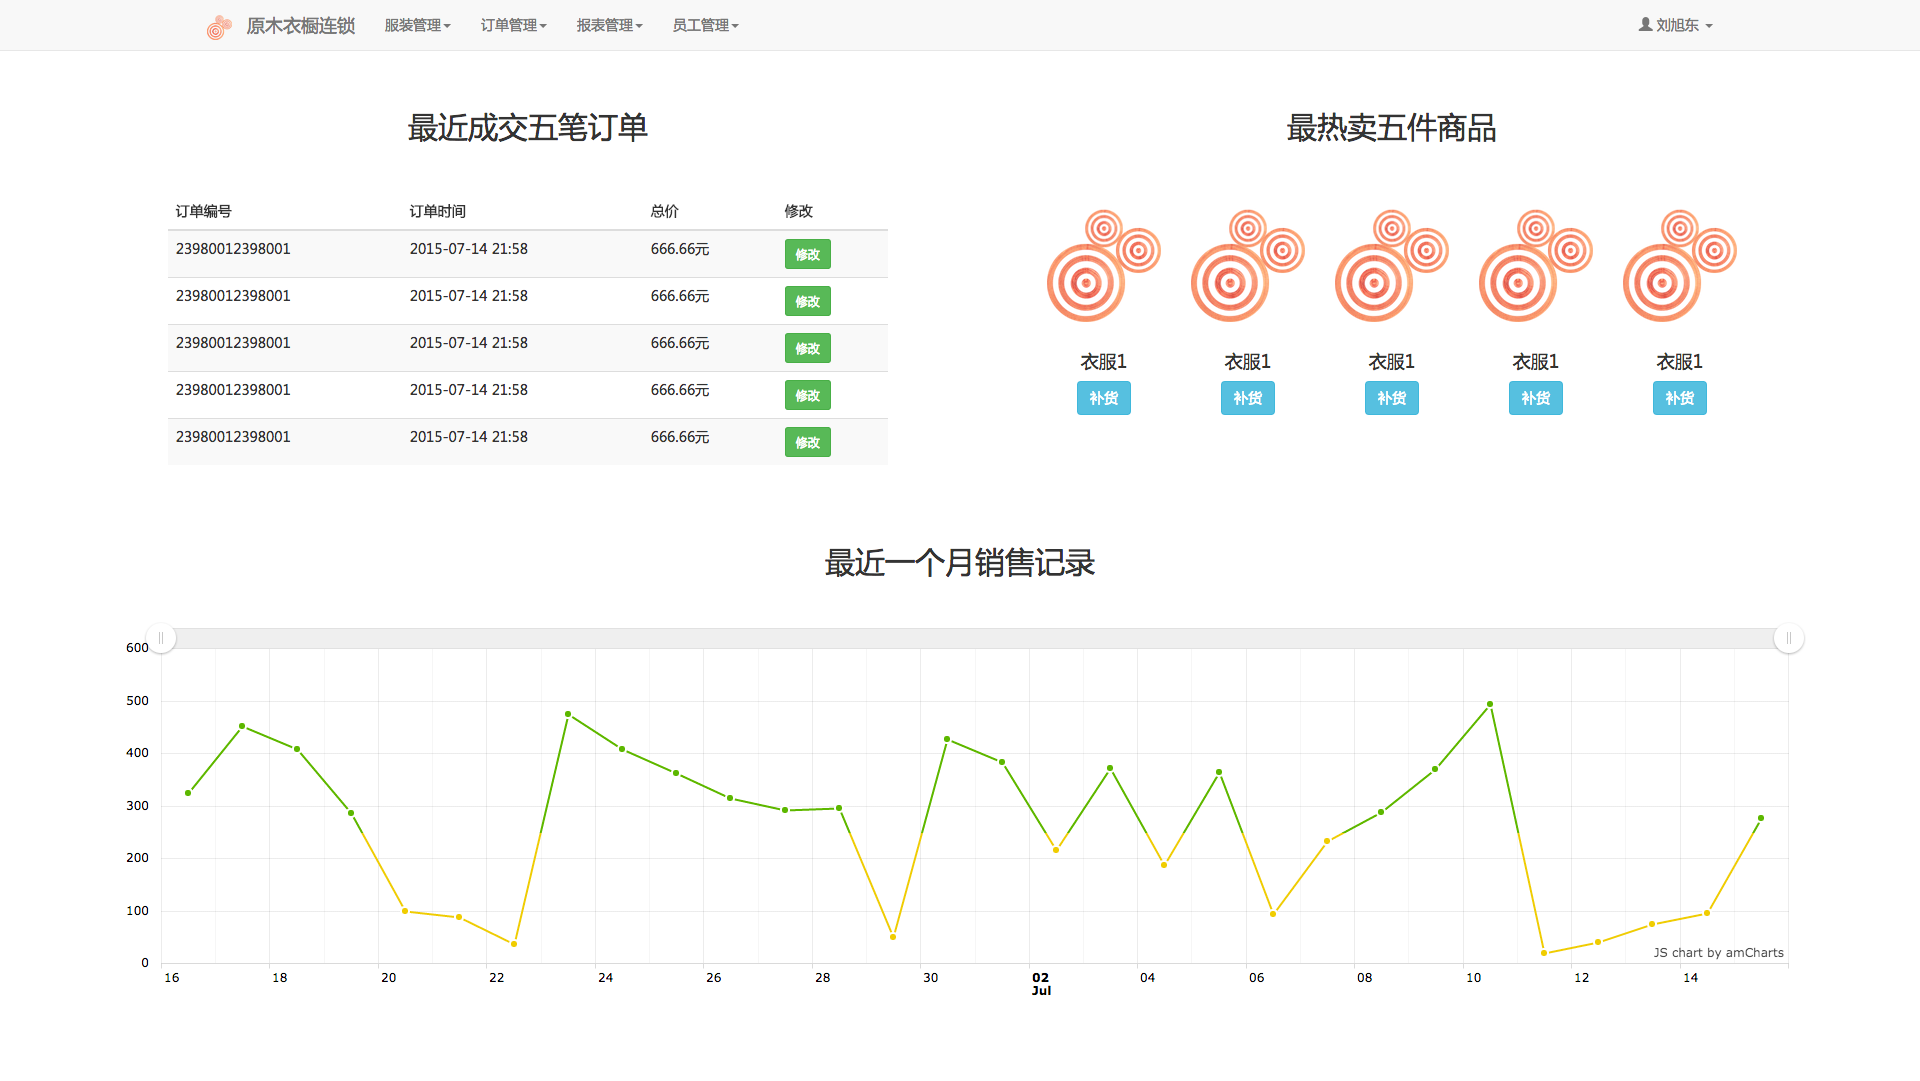 原木衣橱连锁 服装管理 订单管理 报表管理 员工管理 刘旭东
最近成交五笔订单
最热卖五件商品
订单编号 订单时间 总价 修改
23980012398001 2015-07-14 21:58 666.66元 修改
23980012398001 2015-07-14 21:58 666.66元 修改
23980012398001 2015-07-14 21:58 666.66元 修改
23980012398001 2015-07-14 21:58 666.66元 修改
23980012398001 2015-07-14 21:58 666.66元 修改
衣服1 衣服1 衣服1 衣服1 衣服1
补货 补货 补货 补货 补货
最近一个月销售记录
600
500
400
300
200
100
0
JS chart by amCharts
16 18 20 22 24 26 28 30 02 04 06 08 10 12 14
Jul